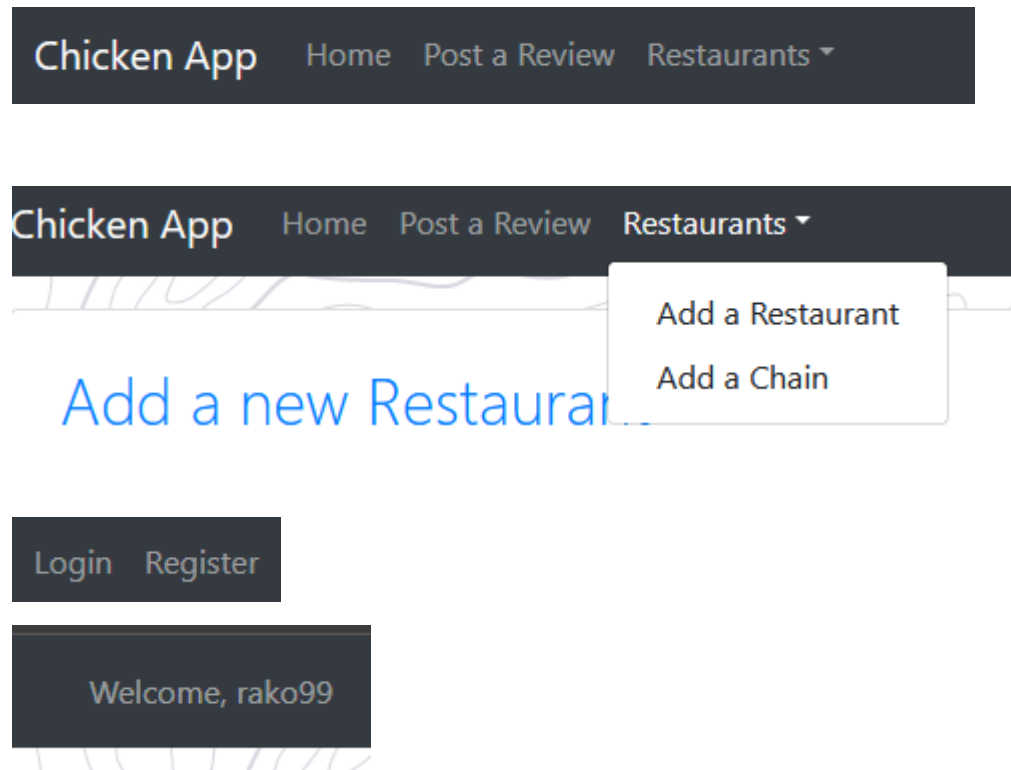 Chicken App Home Post a Review Restaurants
Chicken App Home Post a Review Restaurants
Add a Restaurant
Add a Chain
Add a new Restaurant
Login Register
Welcome, rako99